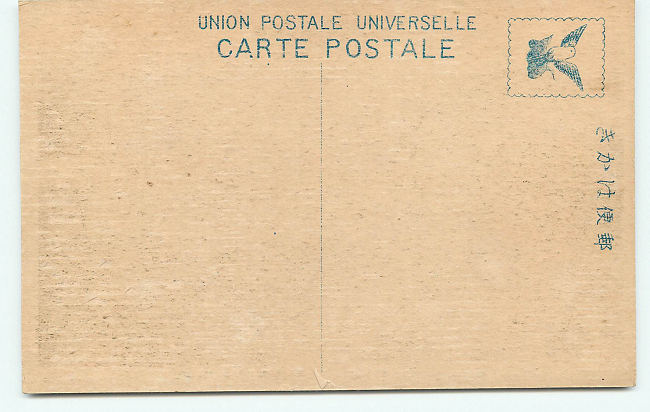 UNION POSTALE UNIVERSELLE
CARTE POSTALE
郵便はかき